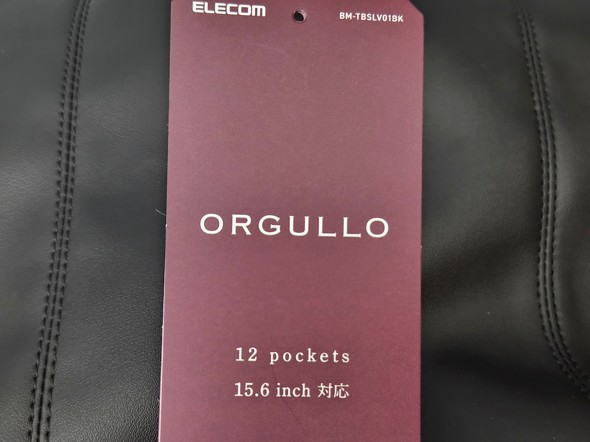 ELECOM
BM-TBSLV01BK
ORGULLO
12 pockets
15.6 inch 対応